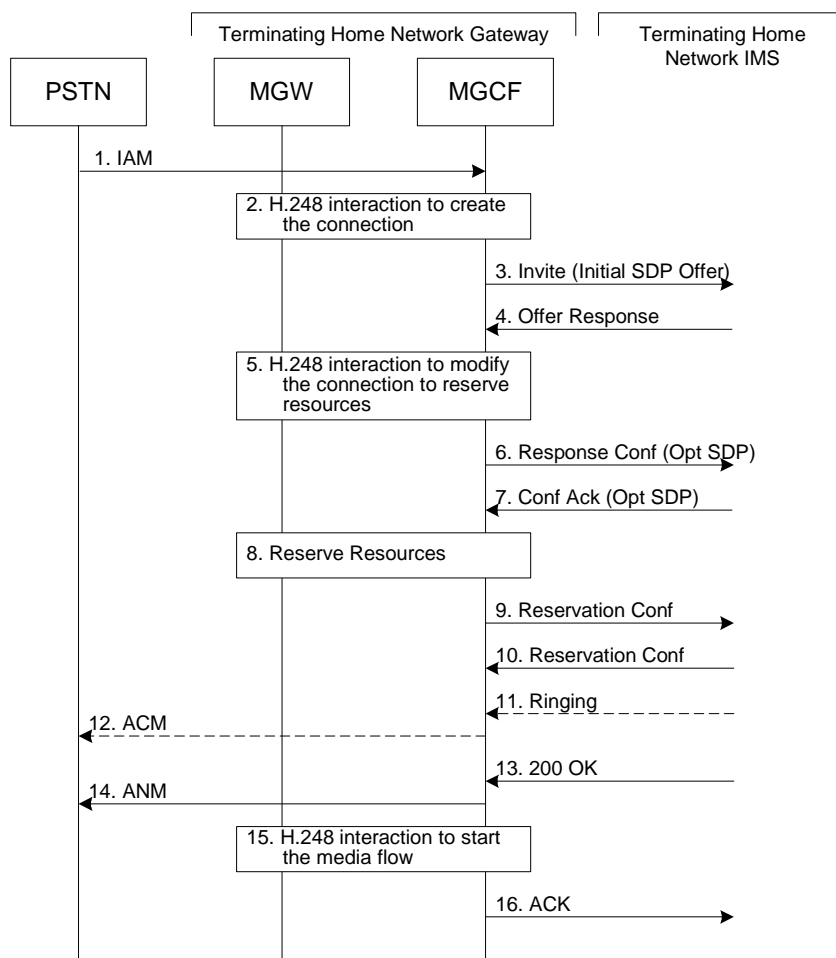 Terminating Home Network Gateway
Terminating Home
Network IMS
PSTN
MGW
MGCF
1. IAM
2. H.248 interaction to create
the connection
3. Invite (Initial SDP Offer)
4. Offer Response
5. H.248 interaction to modify
the connection to reserve
resources
6. Response Conf (Opt SDP)
7. Conf Ack (Opt SDP)
8. Reserve Resources
9. Reservation Conf
10. Reservation Conf
11. Ringing
12. ACM
13. 200 OK
14. ANM
15. H.248 interaction to start
the media flow
16. ACK